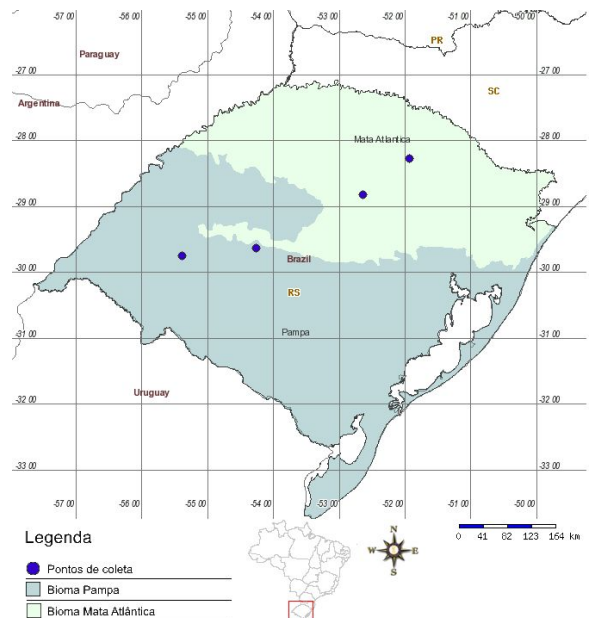 -57.00 -56.00 -55.00 -54.00 -53.00 -52.00 -51.00 -50.00
PR
Paraguay
-27.00 -27.00
SC
Argentina
-28.00 Mata Atlantica -28.00
-29.00 -29.00
Brazil
-30.00 -30.00
RS
-31.00 Pampa -31.00
Uruguay
-32.00 -32.00
-33.00 -33.00
-57.00 -56.00 -55.00 -54.00 -53.00 -52.00 -51.00 -50.00
Legenda
N
W E
S
0 41 82 123 164 km
Pontos de coleta
Bioma Pampa
Bioma Mata Atlântica